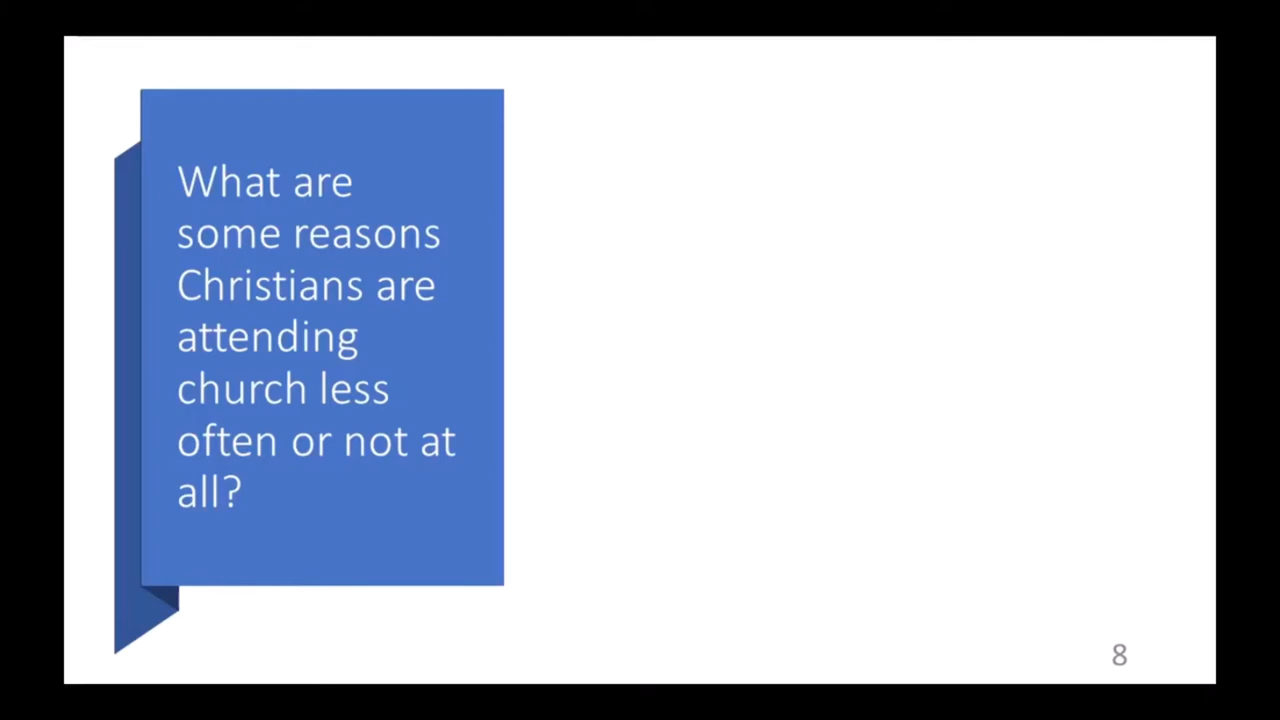 What are
some reasons
Christians are
attending
church less
often or not at
all?
8